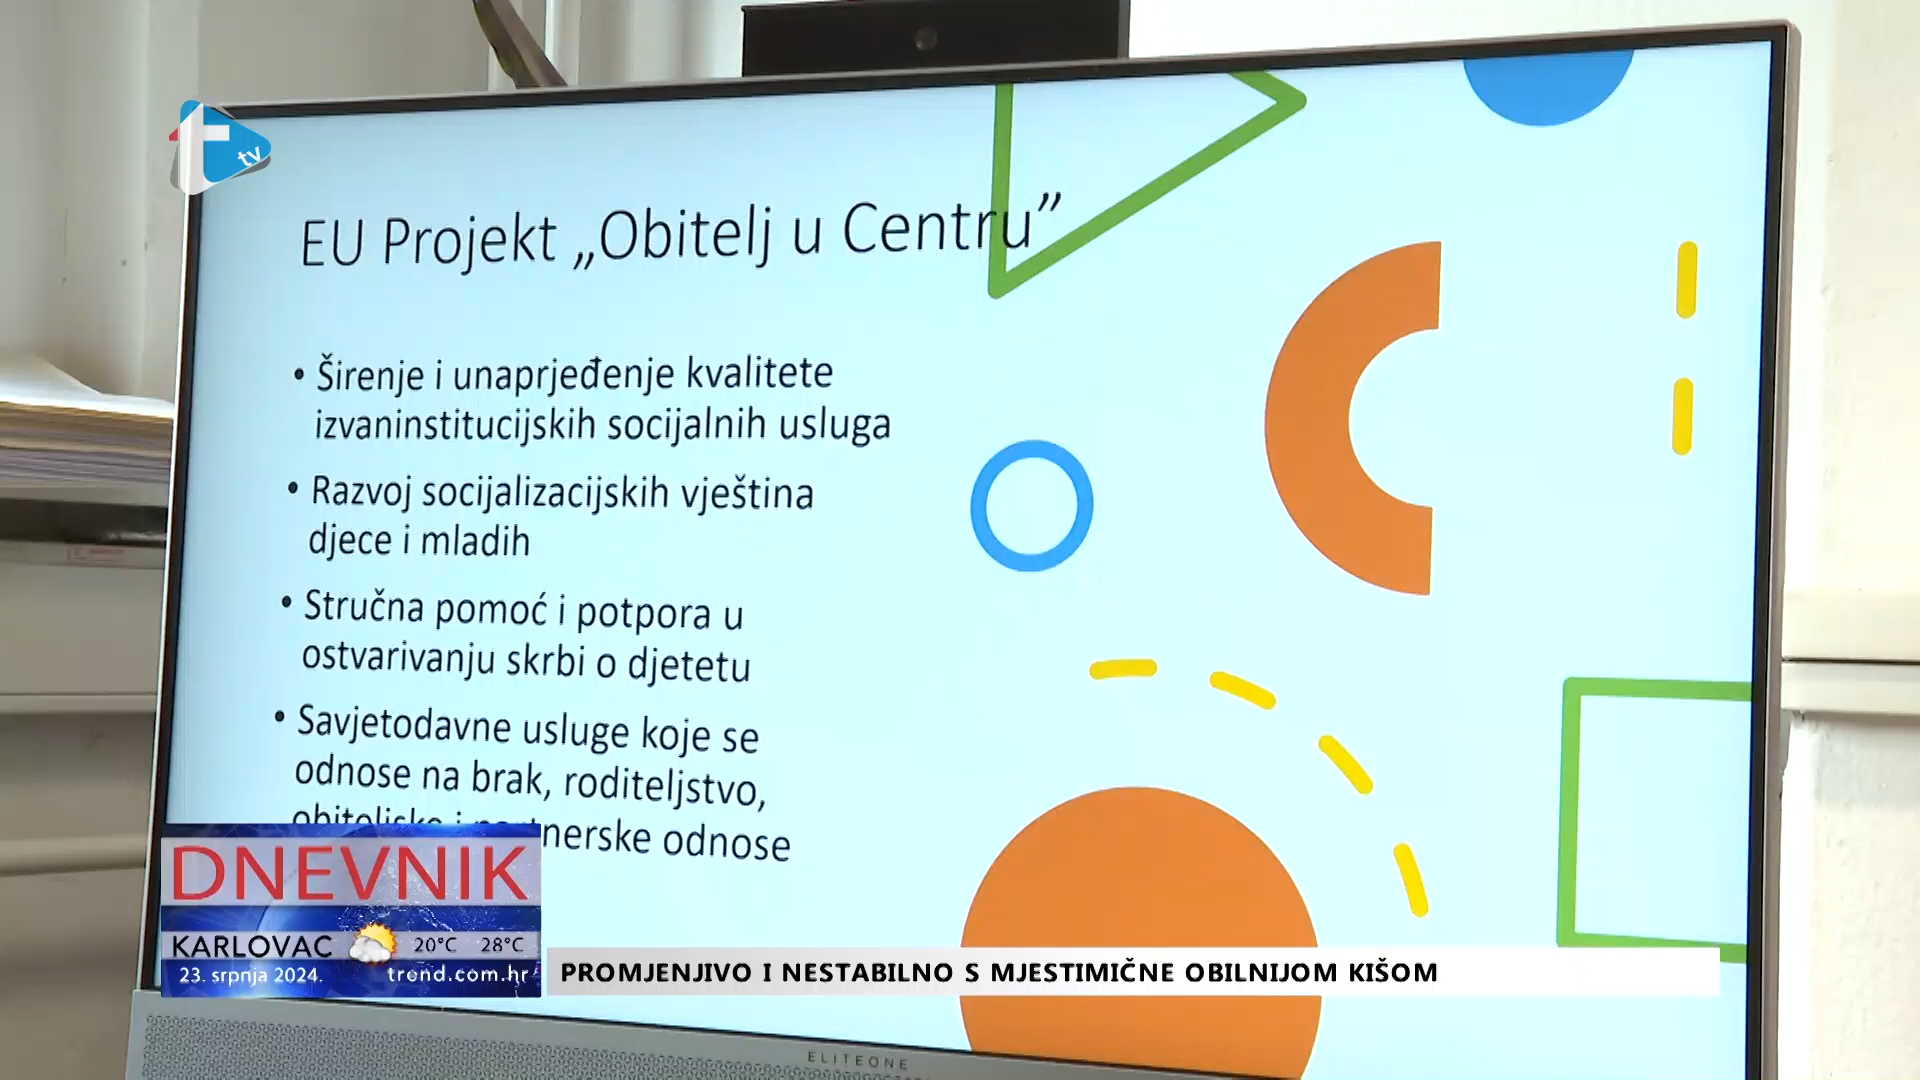 tv
EU Projekt „Obitelj u Centru”
• Širenje i unaprjeđenje kvalitete
izvaninstitucijskih socijalnih usluga
• Razvoj socijalizacijskih vještina
djece i mladih
• Stručna pomoć i potpora u
ostvarivanju skrbi o djetetu
• Savjetodavne usluge koje se
odnose na brak, roditeljstvo,
obiteljske i partnerske odnose
DNEVNIK
KARLOVAC 20°C 28°C
23. srpnja 2024. trend.com.hr
PROMJENJIVO I NESTABILNO S MJESTIMIČNE OBILNIJOM KIŠOM
ELITEONE